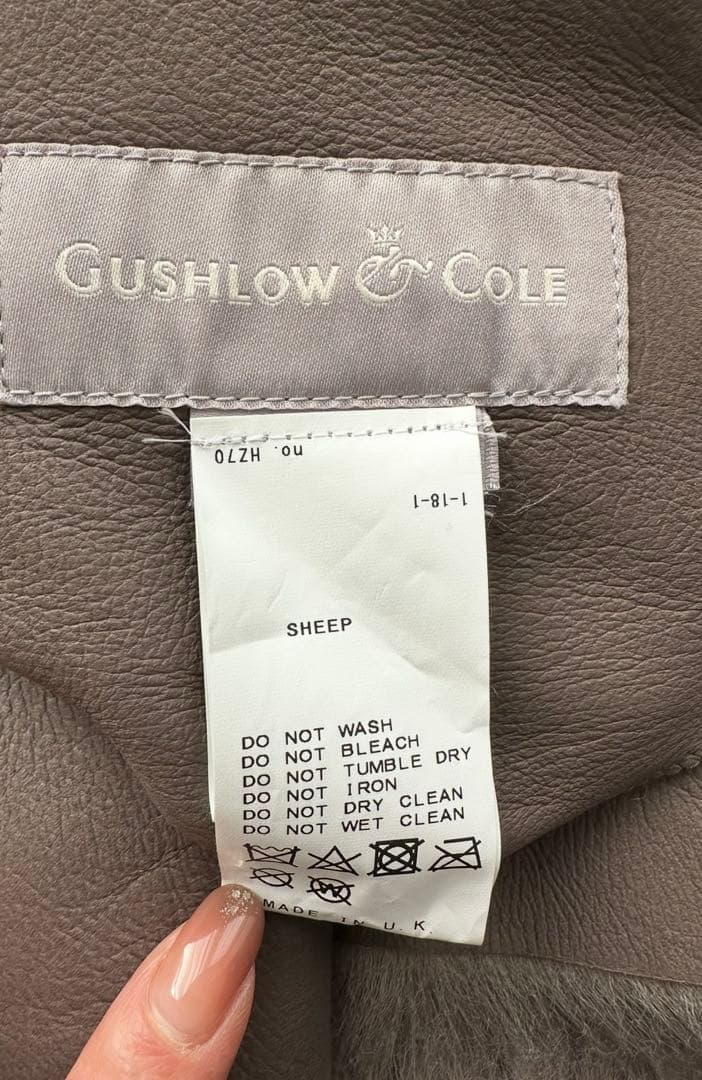 GUSHLOW & COLE
no. HZ70
1-18-1
SHEEP
DO NOT WASH
DO NOT BLEACH
DO NOT TUMBLE DRY
DO NOT IRON
DO NOT DRY CLEAN
DO NOT WET CLEAN
W
MADE IN U.K.